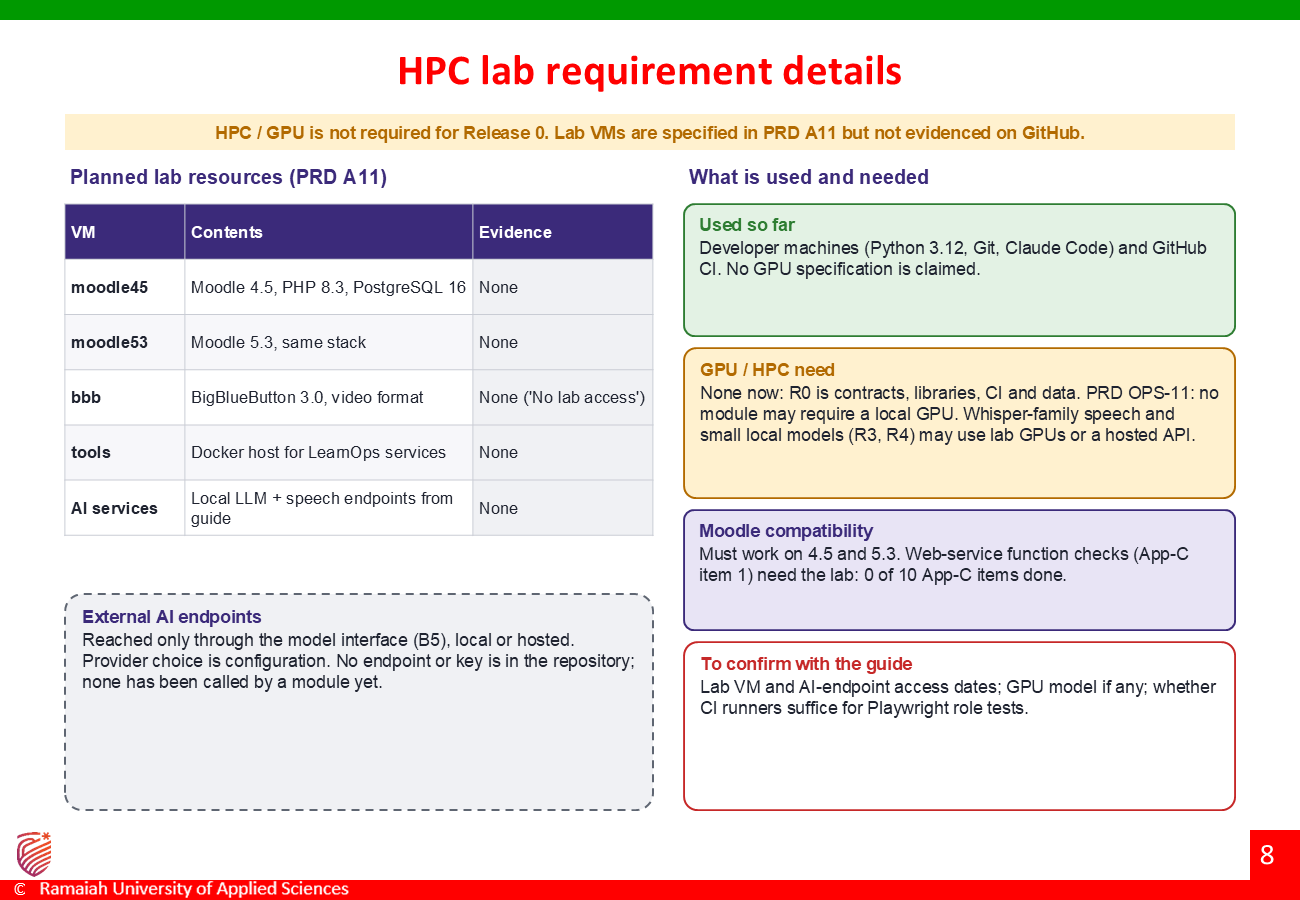 HPC lab requirement details
HPC / GPU is not required for Release 0. Lab VMs are specified in PRD A11 but not evidenced on GitHub.
Planned lab resources (PRD A11)
VM Contents Evidence
moodle45 Moodle 4.5, PHP 8.3, PostgreSQL 16 None
moodle53 Moodle 5.3, same stack None
bbb BigBlueButton 3.0, video format None ('No lab access')
tools Docker host for LearnOps services None
AI services Local LLM + speech endpoints from
guide
None
External AI endpoints
Reached only through the model interface (B5), local or hosted.
Provider choice is configuration. No endpoint or key is in the repository;
none has been called by a module yet.
What is used and needed
Used so far
Developer machines (Python 3.12, Git, Claude Code) and GitHub
CI. No GPU specification is claimed.
GPU / HPC need
None now: R0 is contracts, libraries, CI and data. PRD OPS-11: no
module may require a local GPU. Whisper-family speech and
small local models (R3, R4) may use lab GPUs or a hosted API.
Moodle compatibility
Must work on 4.5 and 5.3. Web-service function checks (App-C
item 1) need the lab: 0 of 10 App-C items done.
To confirm with the guide
Lab VM and AI-endpoint access dates; GPU model if any; whether
CI runners suffice for Playwright role tests.
8
© Ramaiah University of Applied Sciences